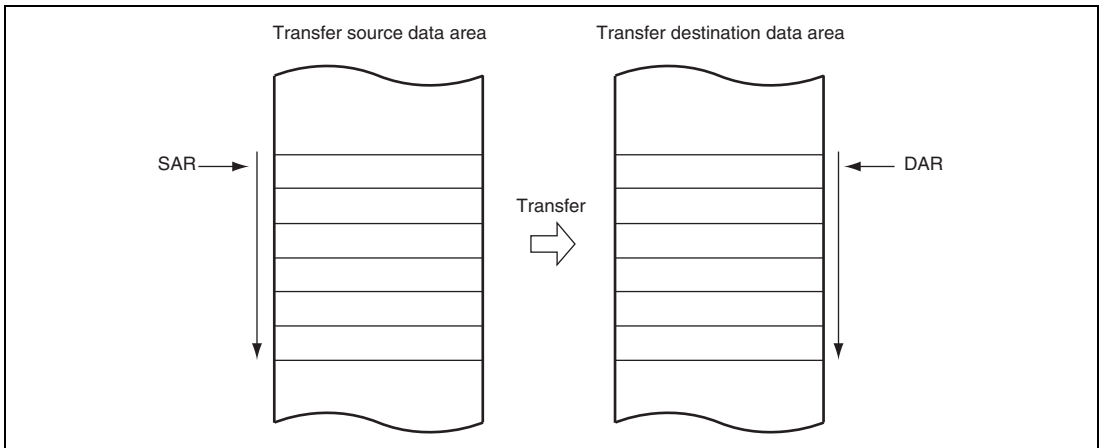 Transfer source data area
Transfer destination data area
SAR
DAR
Transfer